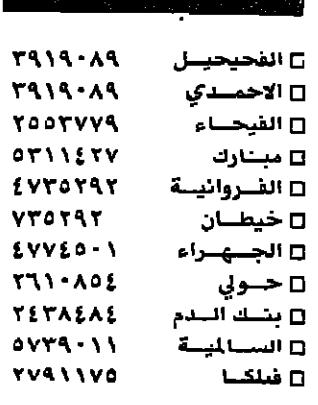 □ الفحيحيل ٣٩١٩٠٨٩
□ الاحمدي ٣٩١٩٠٨٩
□ الفيحاء ٢٥٥٣٧٧٩
□ مبارك ٥٣١١٤٢٧
□ الفروانية ٤٧٣٥٢٩٢
□ خيطان ٧٣٥٢٩٢
□ الجهراء ٤٧٧٤٥٠١
□ حولي ٢٦١٠٨٥٤
□ بنك الدم ٢٤٣٨٤٨٤
□ السالمية ٥٧٣٩٠١١
□ فيلكا ٢٧٩١١٧٥